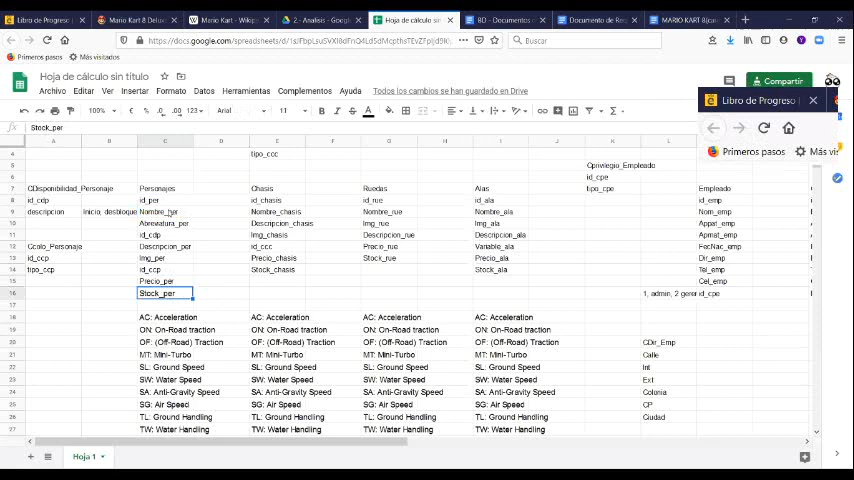 Mario Kart 8 Deluxe
Mario Kart - Wikipe
2.- Analisis - Google
Hoja de cálculo sin tít
BD - Documentos
Documento de Rec
MARIO KART 8(can
https://docs.google.com/spreadsheets/d/
Buscar
Primeros pasos Más visitados
Hoja de cálculo sin título
Archivo Editar Ver Insertar Formato Datos Herramientas Complementos Ayuda Todos los cambios se han guardado en Drive
Compartir
Libro de Progreso
Primeros pasos Más vis
100% € % .0 .00 123 Arial 11
fx Stock_per
A B C D E F G H I J K L
4 tipo_ccc
5 Cprivilegio_Empleado
6 id_cpe
7 CDisponibilidad_Personaje Personajes Chasis Ruedas Alas tipo_cpe Empleado
8 id_cdp id_per id_chasis id_rue id_ala id_emp
9 descripcion Inicio, desbloque Nombre_per Nombre_chasis Nombre_rue Nombre_ala Nom_emp
10 Abreviatura_per Descripcion_chasis Img_rue Img_ala Appat_emp
11 id_cdp Img_chasis Descripcion_rue Descripcion_ala Apmat_emp
12 Ccolo_Personaje Descripcion_per id_ccc Precio_rue Variable_ala FecNac_emp
13 id_ccp Img_per Precio_chasis Stock_rue Precio_ala Dir_emp
14 tipo_ccp id_ccp Stock_chasis Stock_ala Tel_emp
15 Precio_per Cel_emp
16 Stock_per 1, admin, 2 gerer id_cpe
17
18 AC: Acceleration AC: Acceleration AC: Acceleration AC: Acceleration
19 ON: On-Road traction ON: On-Road traction ON: On-Road traction ON: On-Road traction
20 OF: (Off-Road) Traction OF: (Off-Road) Traction OF: (Off-Road) Traction OF: (Off-Road) Traction CDir_Emp
21 MT: Mini-Turbo MT: Mini-Turbo MT: Mini-Turbo MT: Mini-Turbo Calle
22 SL: Ground Speed SL: Ground Speed SL: Ground Speed SL: Ground Speed Int
23 SW: Water Speed SW: Water Speed SW: Water Speed SW: Water Speed Ext
24 SA: Anti-Gravity Speed SA: Anti-Gravity Speed SA: Anti-Gravity Speed SA: Anti-Gravity Speed Colonia
25 SG: Air Speed SG: Air Speed SG: Air Speed SG: Air Speed CP
26 TL: Ground Handling TL: Ground Handling TL: Ground Handling TL: Ground Handling Ciudad
27 TW: Water Handling TW: Water Handling TW: Water Handling TW: Water Handling
Hoja 1